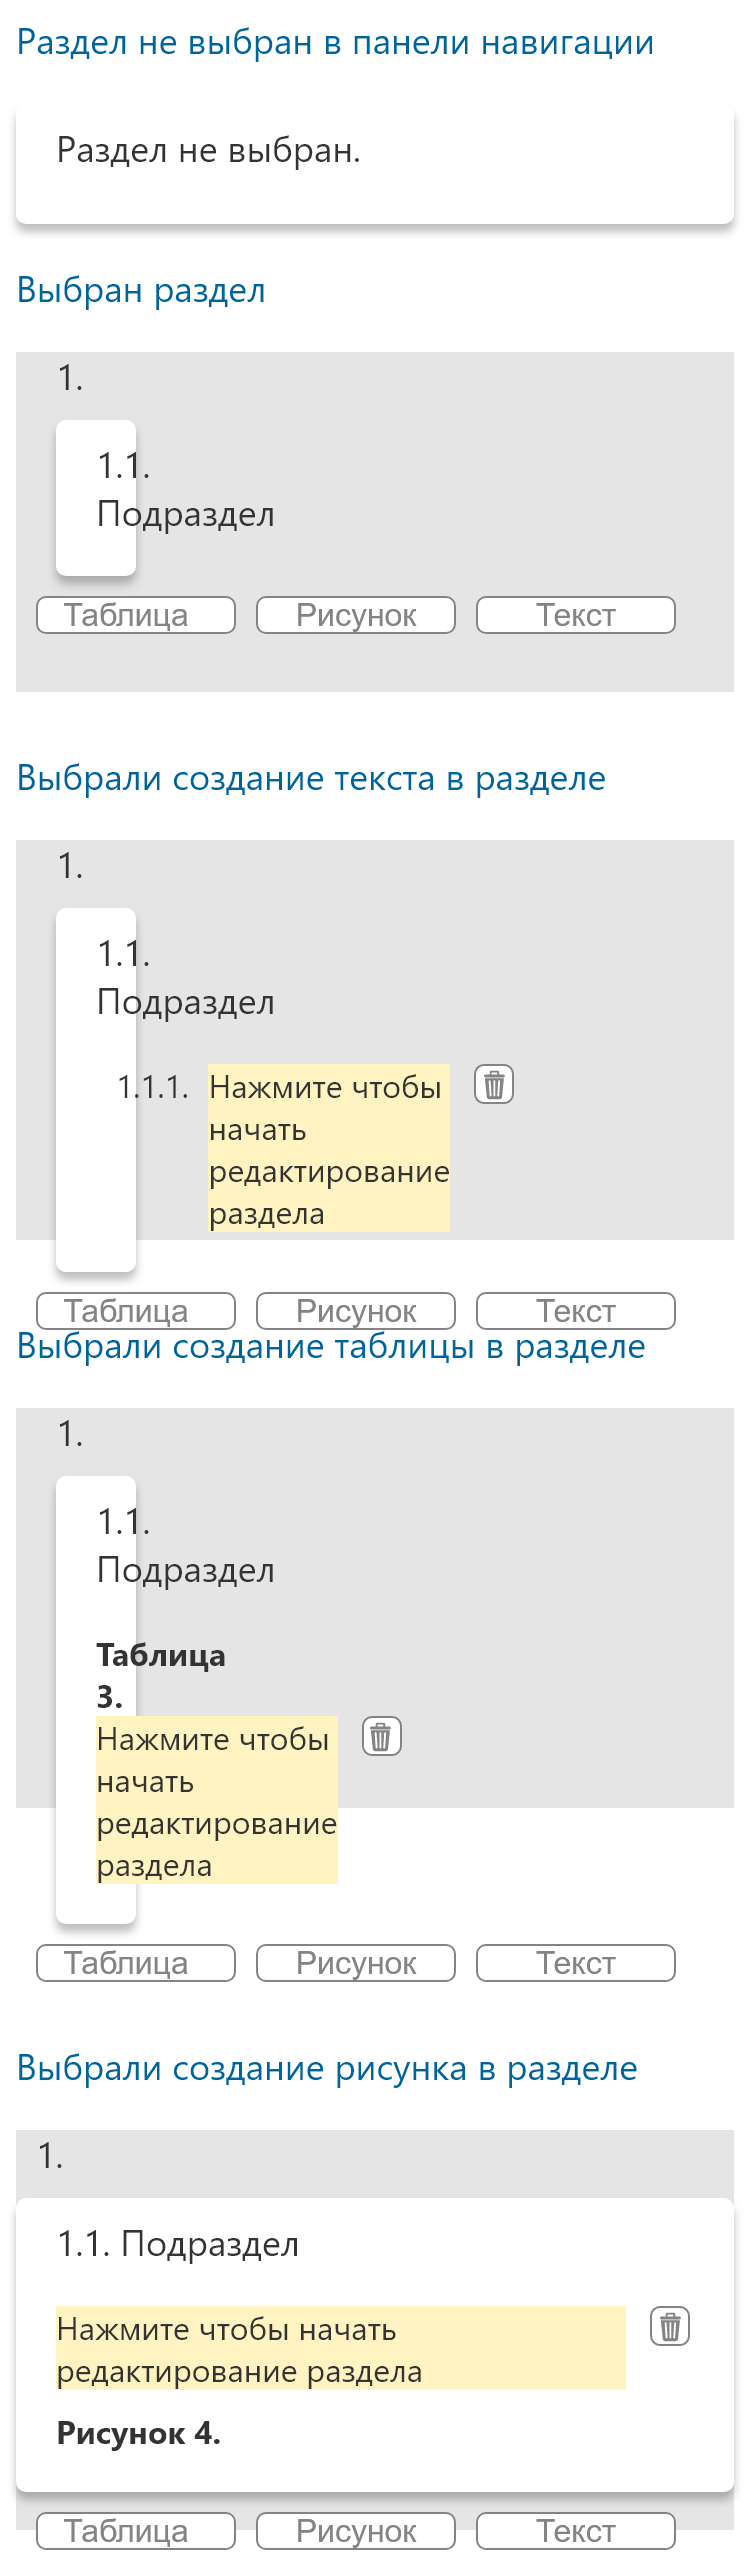 Раздел не выбран в панели навигации
Раздел не выбран.
Выбран раздел
1.
1.1.
Подраздел
Таблица Рисунок Текст
Выбрали создание текста в разделе
1.
1.1.
Подраздел
1.1.1. Нажмите чтобы
начать
редактирование
раздела
Таблица Рисунок Текст
Выбрали создание таблицы в разделе
1.
1.1.
Подраздел
Таблица
3.
Нажмите чтобы
начать
редактирование
раздела
Таблица Рисунок Текст
Выбрали создание рисунка в разделе
1.
1.1. Подраздел
Нажмите чтобы начать
редактирование раздела
Рисунок 4.
Таблица Рисунок Текст